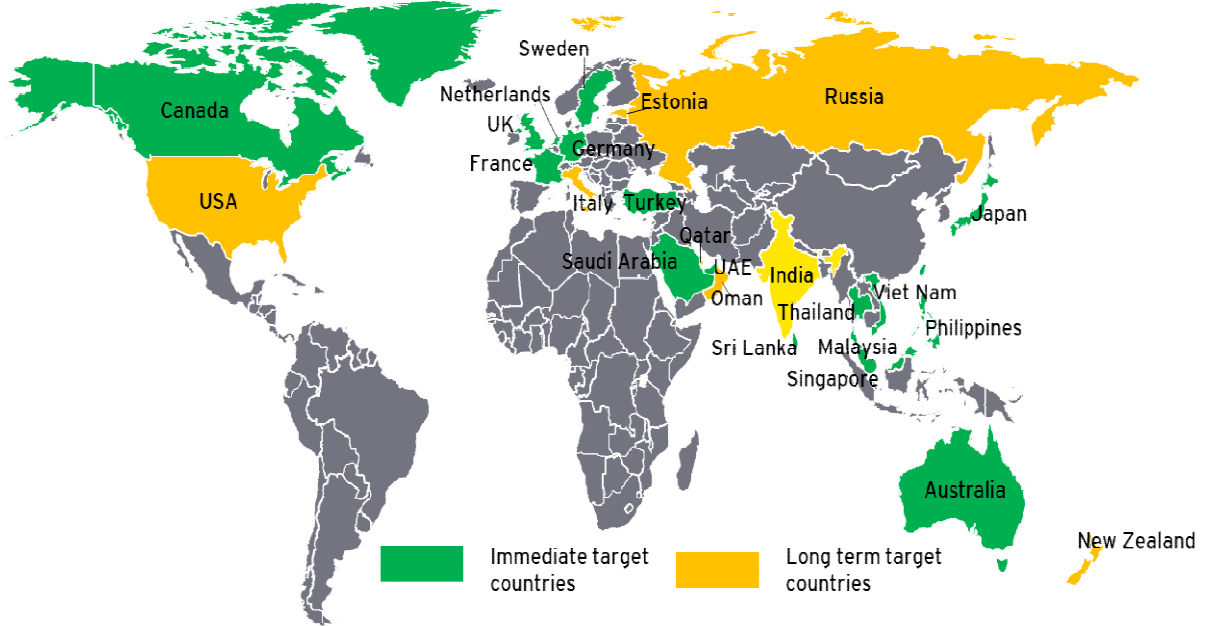 Sweden
Netherlands
Estonia
Russia
Canada
UK
Germany
France
USA
Italy
Turkey
Japan
Qatar
Saudi Arabia
UAE
India
Oman
Viet Nam
Thailand
Philippines
Sri Lanka
Malaysia
Singapore
Australia
New Zealand
Immediate target
countries
Long term target
countries